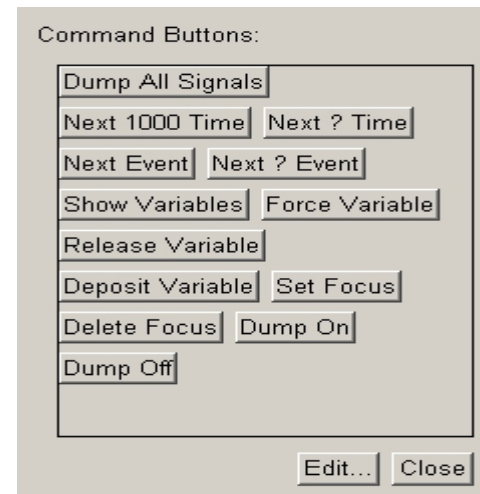 Command Buttons:
Dump All Signals
Next 1000 Time Next ? Time
Next Event Next ? Event
Show Variables Force Variable
Release Variable
Deposit Variable Set Focus
Delete Focus Dump On
Dump Off
Edit... Close